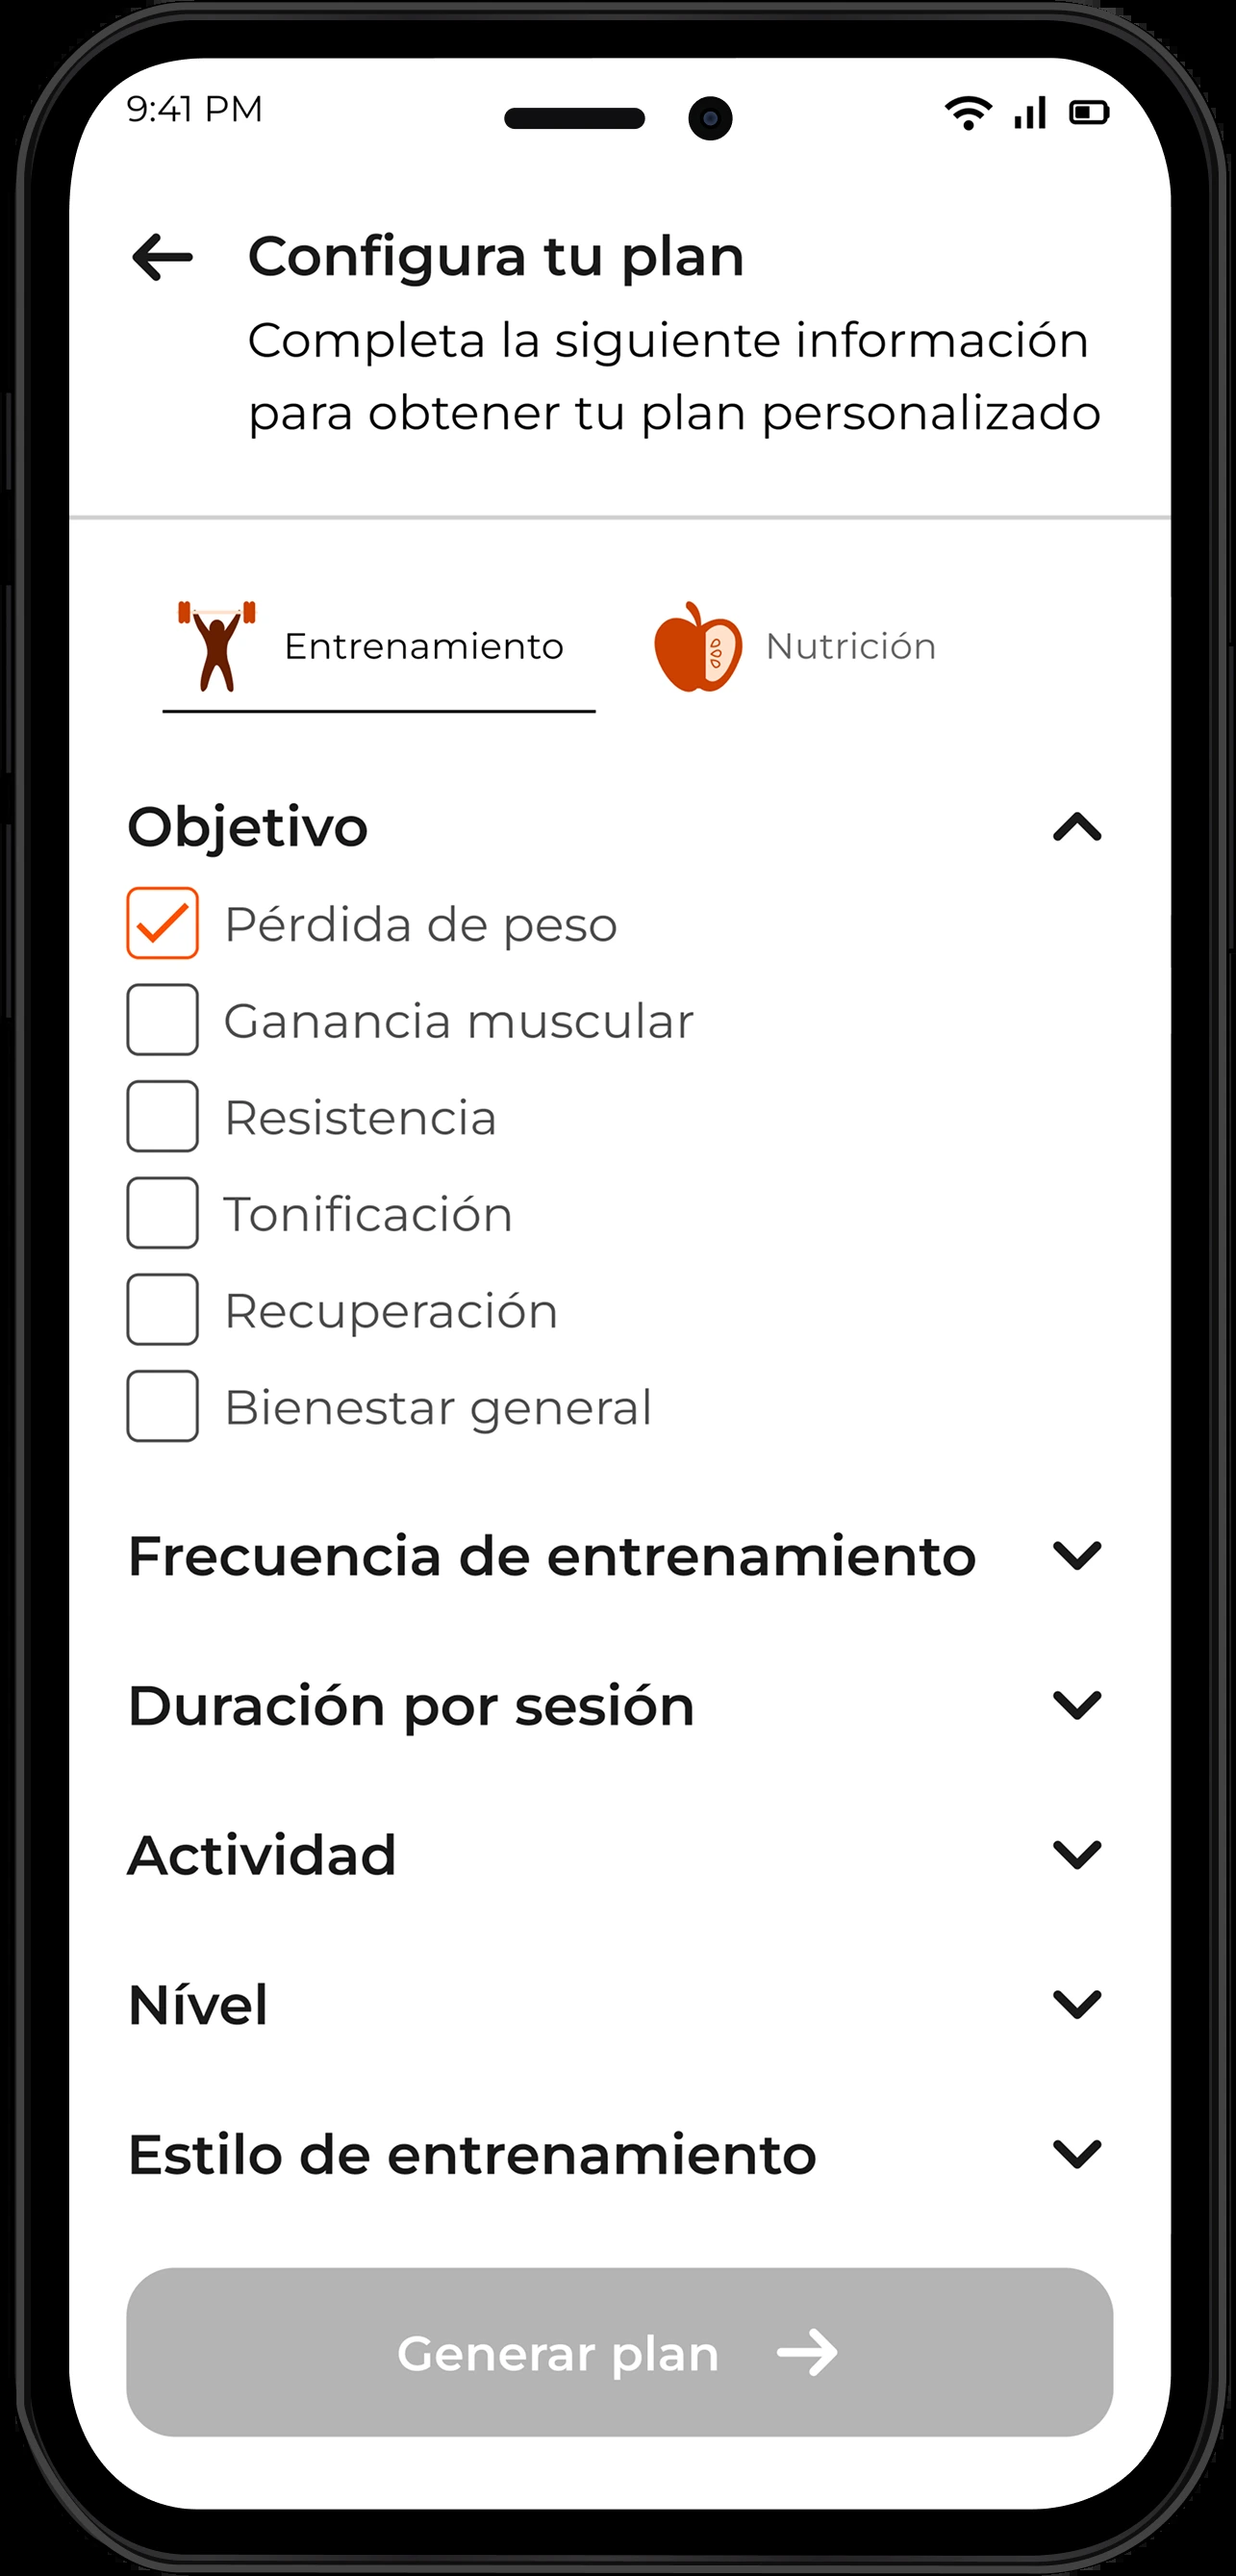 9:41 PM
Configura tu plan
Completa la siguiente información
para obtener tu plan personalizado
Entrenamiento
Nutrición
Objetivo
Pérdida de peso
Ganancia muscular
Resistencia
Tonificación
Recuperación
Bienestar general
Frecuencia de entrenamiento
Duración por sesión
Actividad
Nível
Estilo de entrenamiento
Generar plan